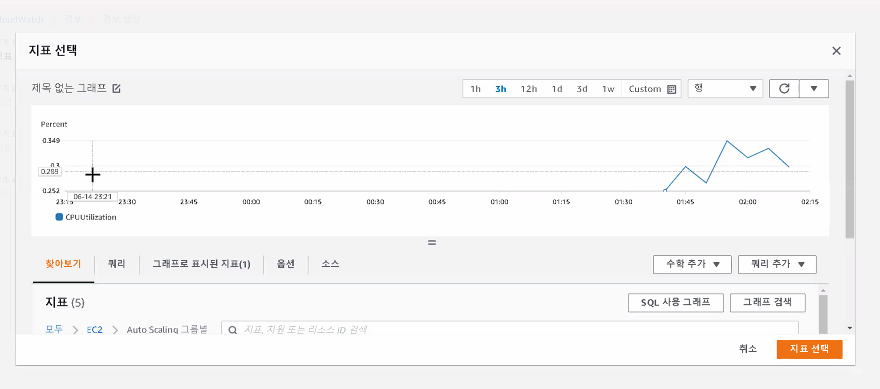 CloudWatch 경보 경보 생성
지표 선택
제목 없는 그래프
1h 3h 12h 1d 3d 1w Custom 행
Percent
0.349
0.3
0.289
0.252
06-14 23:21
23:15 23:30 23:45 00:00 00:15 00:30 00:45 01:00 01:15 01:30 01:45 02:00 02:15
CPUUtilization
찾아보기 쿼리 그래프로 표시된 지표(1) 옵션 소스 수학 추가 쿼리 추가
지표 (5) SQL 사용 그래프 그래프 검색
모두 EC2 Auto Scaling 그룹별 지표, 차원 또는 리소스 ID 검색
취소 지표 선택